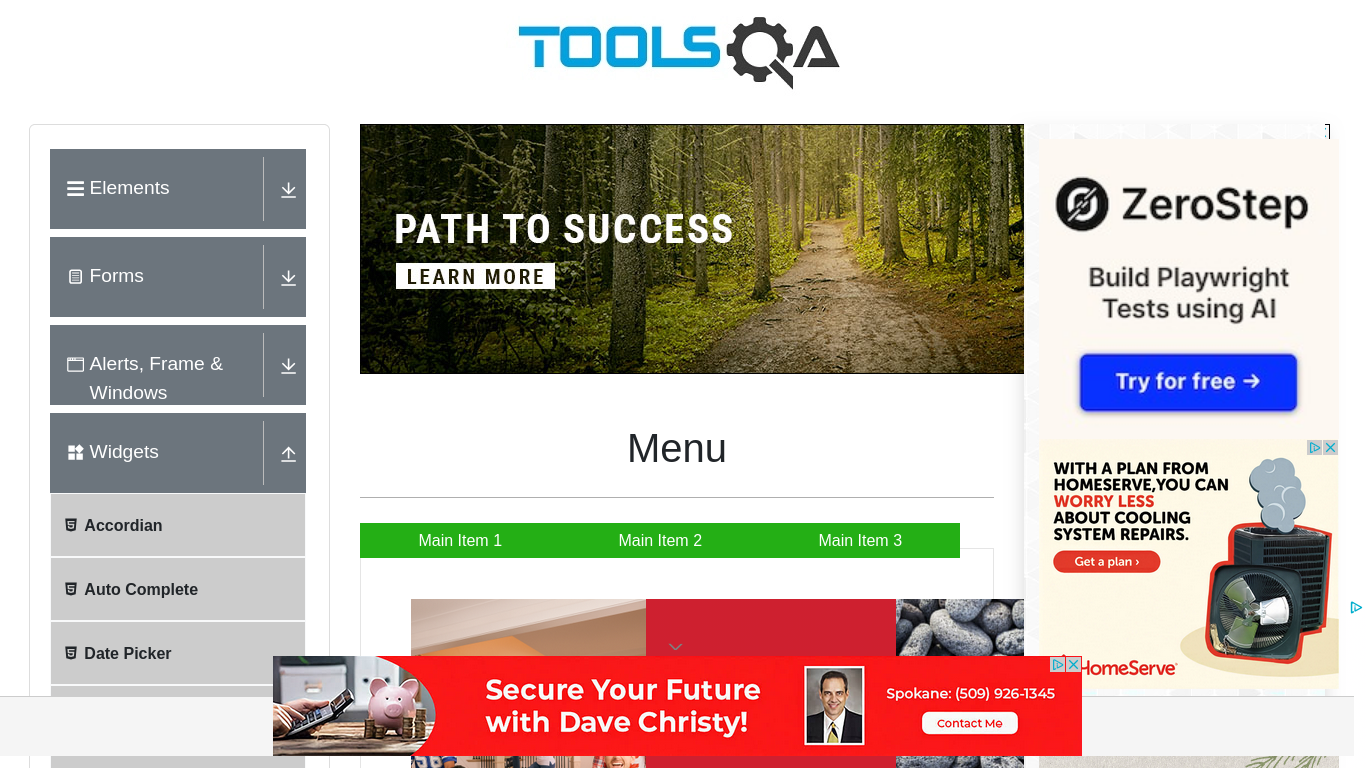 TOOLSQA
Elements
Forms
Alerts, Frame &
Windows
Widgets
Accordian
Auto Complete
Date Picker
PATH TO SUCCESS
LEARN MORE
Menu
Main Item 1
Main Item 2
Main Item 3
ZeroStep
Build Playwright
Tests using AI
Try for free →
WITH A PLAN FROM
HOMESERVE,YOU CAN
WORRY LESS
ABOUT COOLING
SYSTEM REPAIRS.
Get a plan ›
HomeServe
Secure Your Future
with Dave Christy!
Spokane: (509) 926-1345
Contact Me